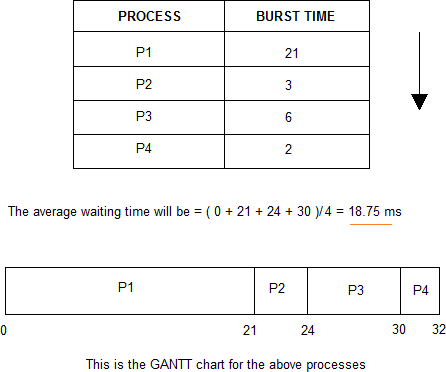 PROCESS BURST TIME
P1 21
P2 3
P3 6
P4 2
The average waiting time will be = ( 0 + 21 + 24 + 30 )/ 4 = 18.75 ms
P1 P2 P3 P4
0 21 24 30 32
This is the GANTT chart for the above processes